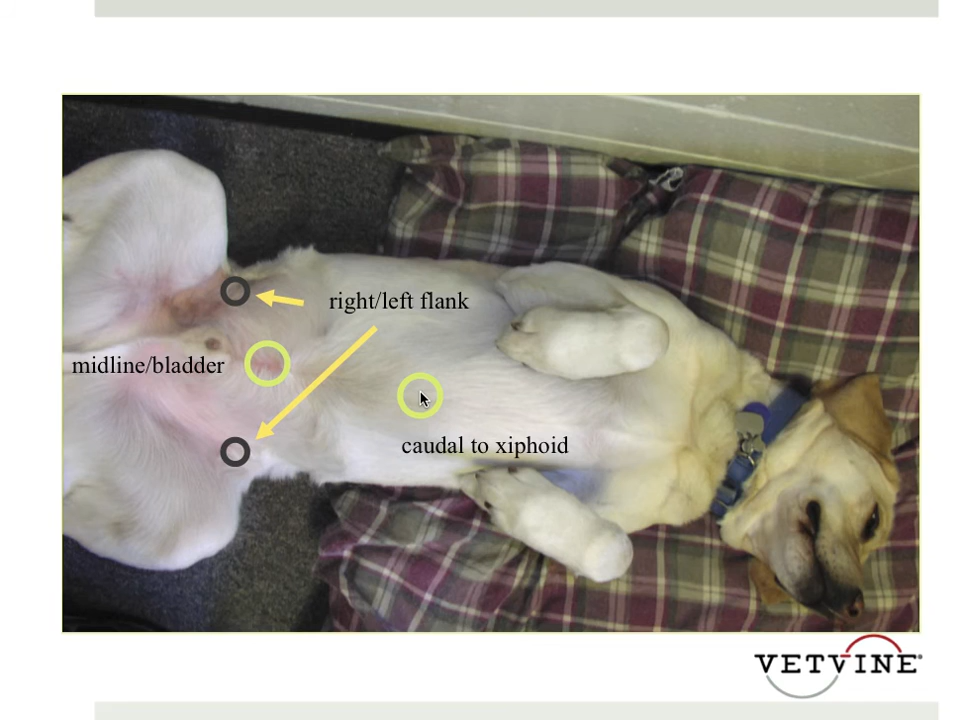 right/left flank
midline/bladder
caudal to xiphoid
VETVINE®